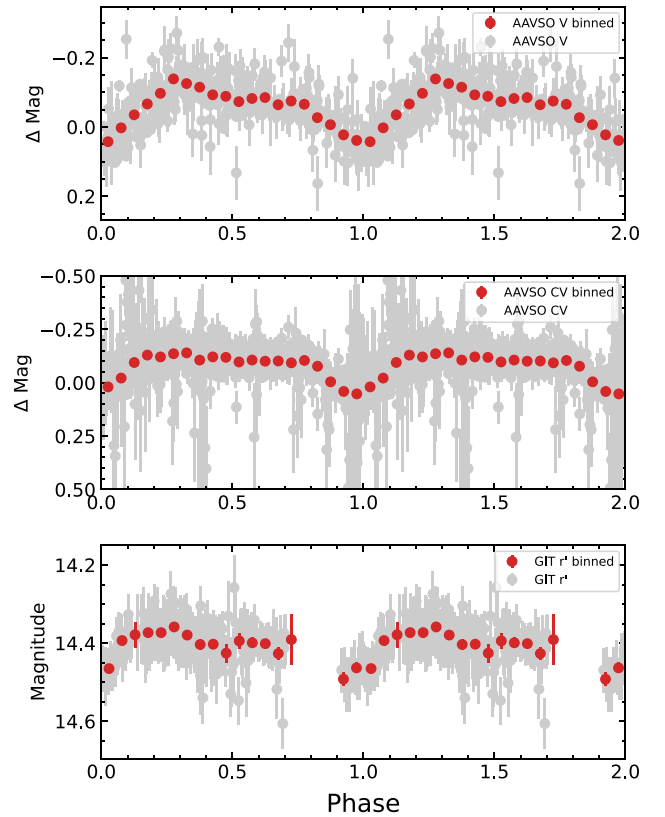 AAVSO V binned
AAVSO V
Δ Mag
−0.2
0.0
0.2
0.0 0.5 1.0 1.5 2.0
AAVSO CV binned
AAVSO CV
Δ Mag
−0.50
−0.25
0.00
0.25
0.50
0.0 0.5 1.0 1.5 2.0
GIT r' binned
GIT r'
Magnitude
14.2
14.4
14.6
0.0 0.5 1.0 1.5 2.0
Phase